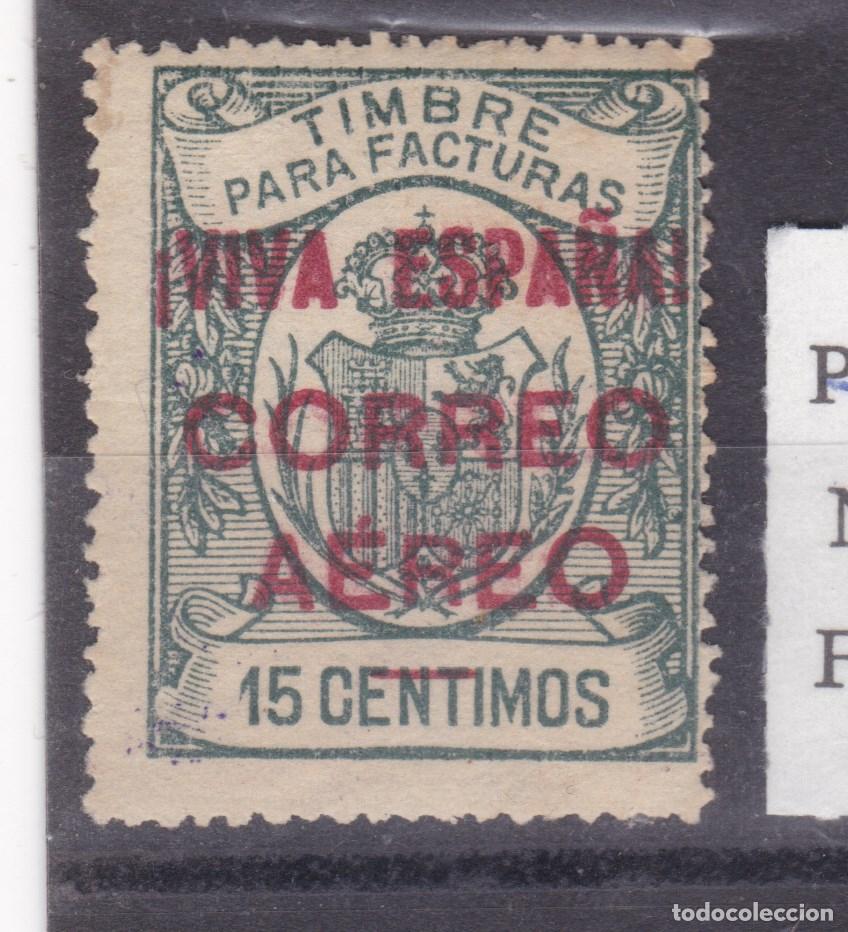 TIMBRE
PARA FACTURAS
¡VIVA ESPAÑA!
CORREO
AÉREO
15 CENTIMOS
P
N
F
todocoleccion